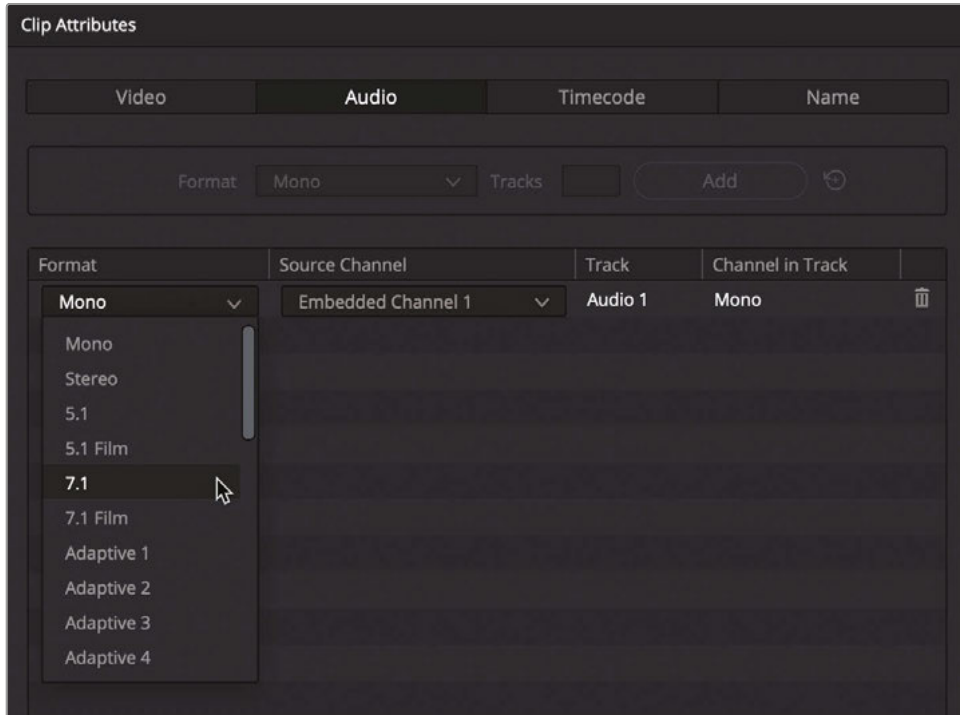 Clip Attributes
Video Audio Timecode Name
Format Mono Tracks Add
Format Source Channel Track Channel in Track
Mono Embedded Channel 1 Audio 1 Mono
Mono
Stereo
5.1
5.1 Film
7.1
7.1 Film
Adaptive 1
Adaptive 2
Adaptive 3
Adaptive 4